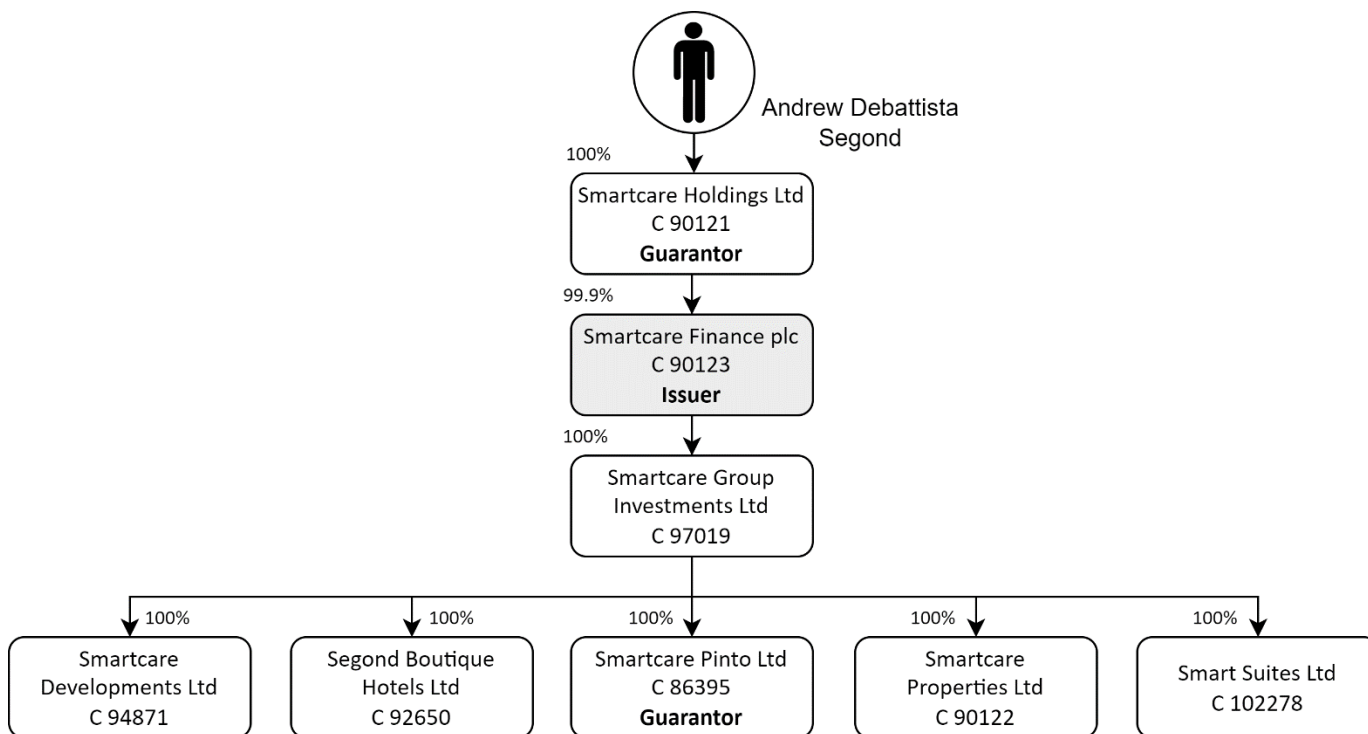 Andrew Debattista
Segond
100%
Smartcare Holdings Ltd
C 90121
Guarantor
99.9%
Smartcare Finance plc
C 90123
Issuer
100%
Smartcare Group
Investments Ltd
C 97019
100%
Smartcare
Developments Ltd
C 94871
100%
Segond Boutique
Hotels Ltd
C 92650
100%
Smartcare Pinto Ltd
C 86395
Guarantor
100%
Smartcare
Properties Ltd
C 90122
100%
Smart Suites Ltd
C 102278